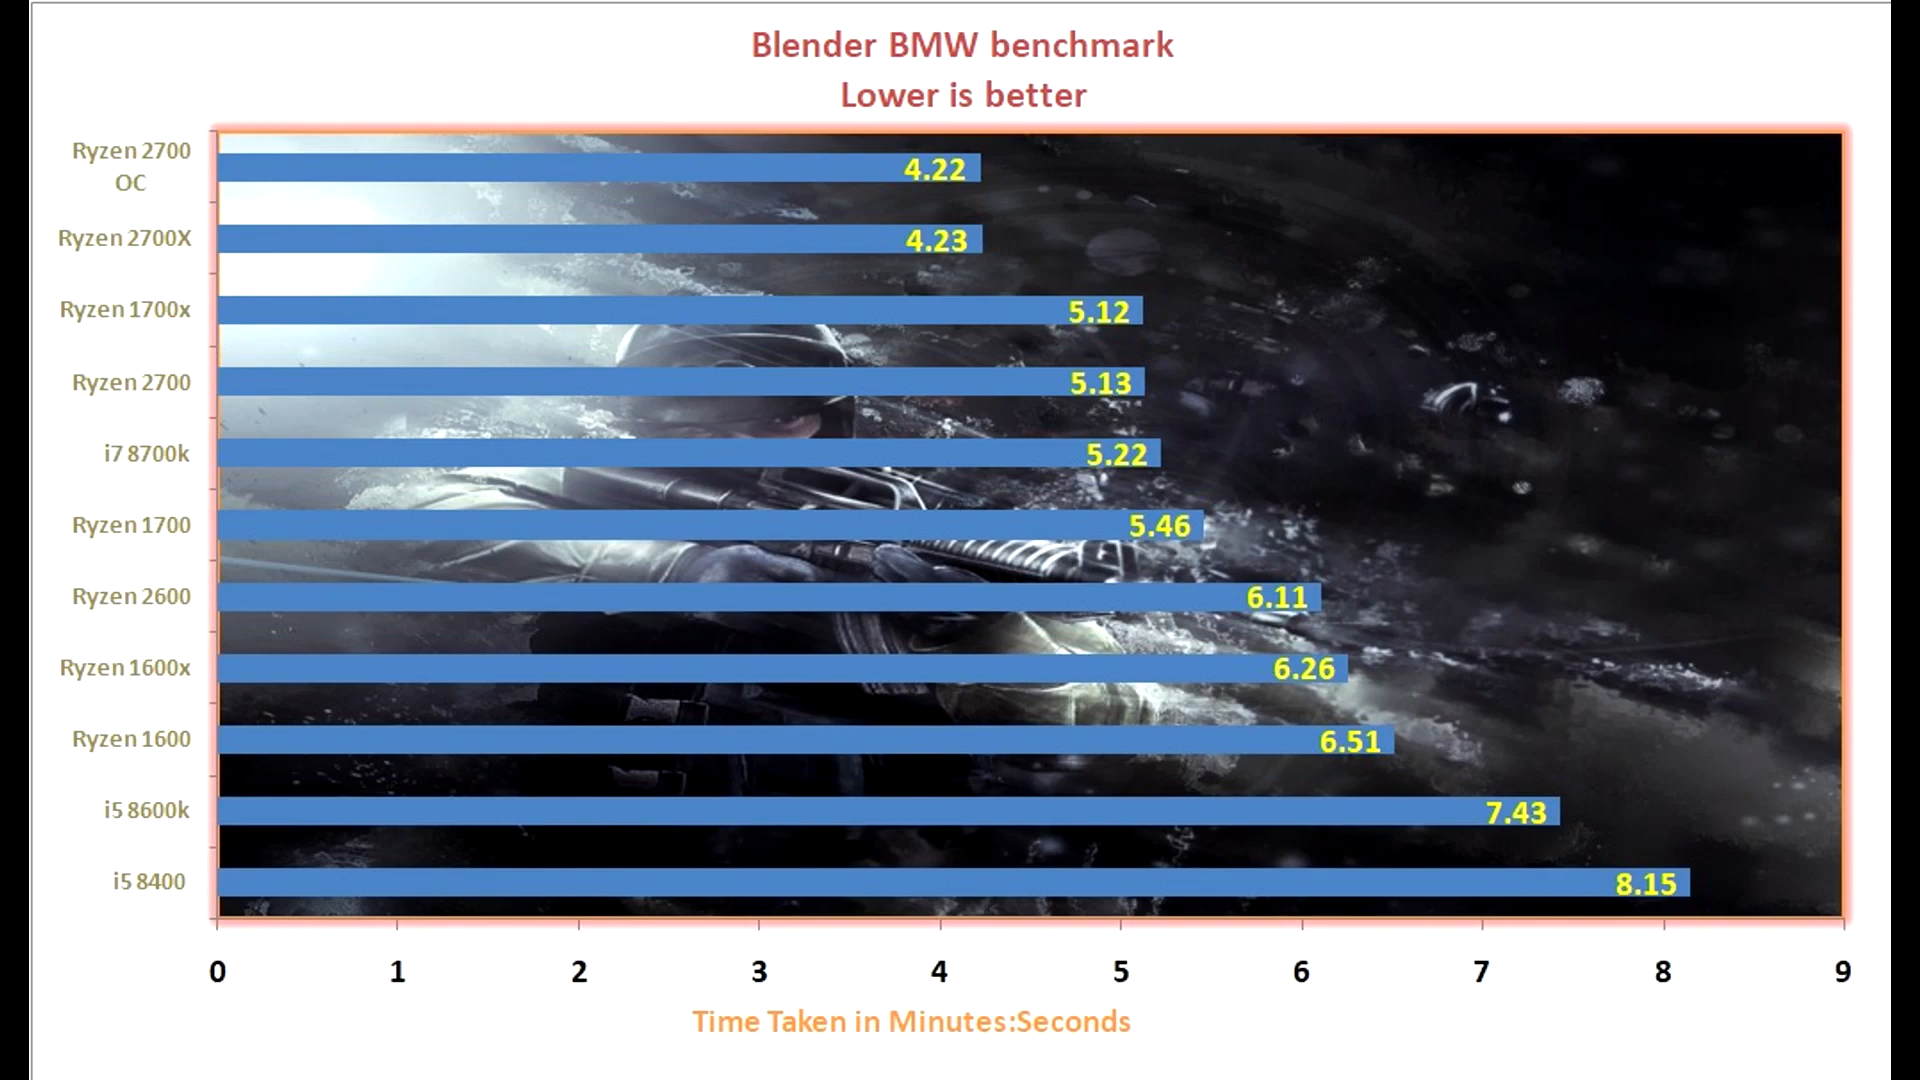 Blender BMW benchmark
Lower is better
Ryzen 2700
OC
4.22
Ryzen 2700X
4.23
Ryzen 1700x
5.12
Ryzen 2700
5.13
i7 8700k
5.22
Ryzen 1700
5.46
Ryzen 2600
6.11
Ryzen 1600x
6.26
Ryzen 1600
6.51
i5 8600k
7.43
i5 8400
8.15
0 1 2 3 4 5 6 7 8 9
Time Taken in Minutes:Seconds